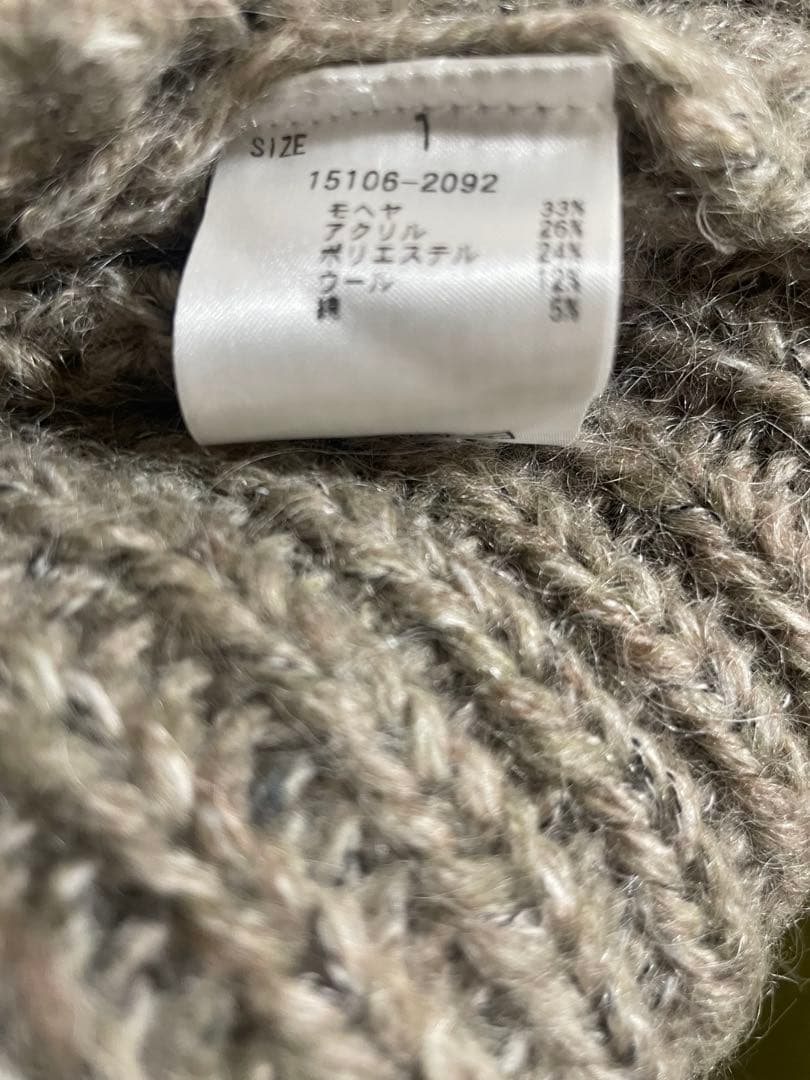 SIZE 1
15106-2092
モヘヤ 33%
アクリル 26%
ポリエステル 24%
ウール 12%
綿 5%